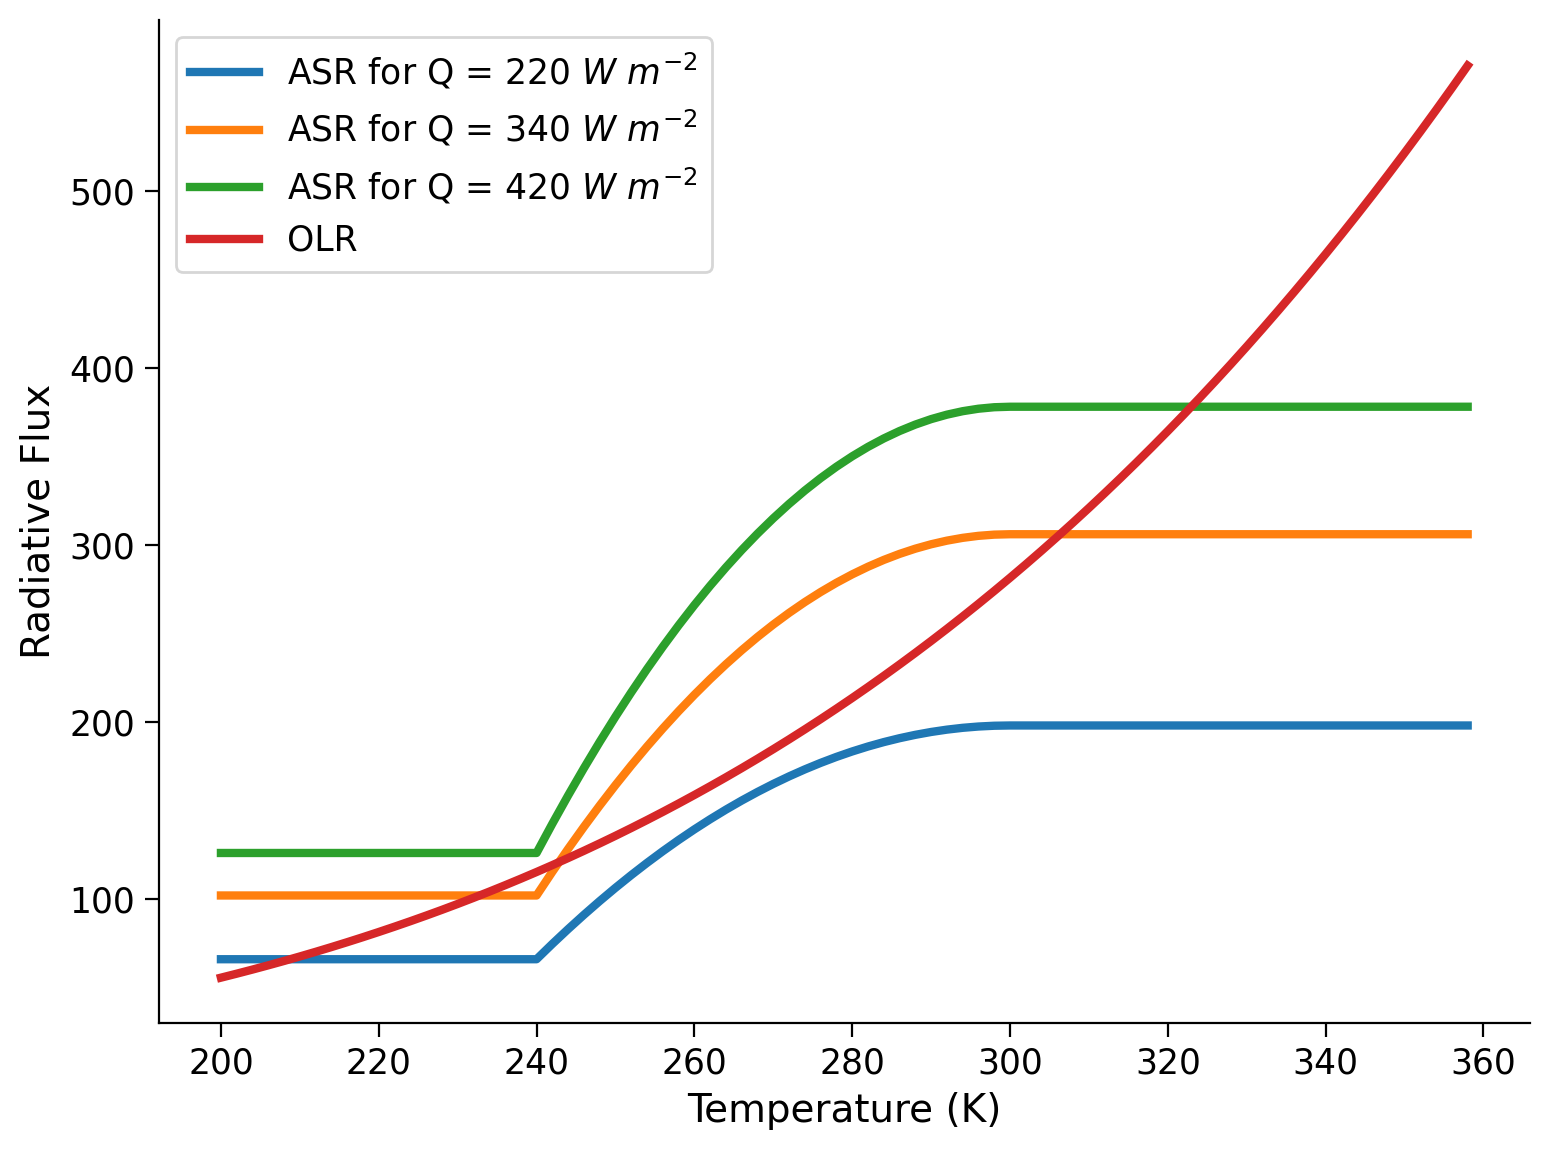 ASR for Q = 220 W m⁻²
ASR for Q = 340 W m⁻²
ASR for Q = 420 W m⁻²
OLR
Radiative Flux
500
400
300
200
100
200 220 240 260 280 300 320 340 360
Temperature (K)